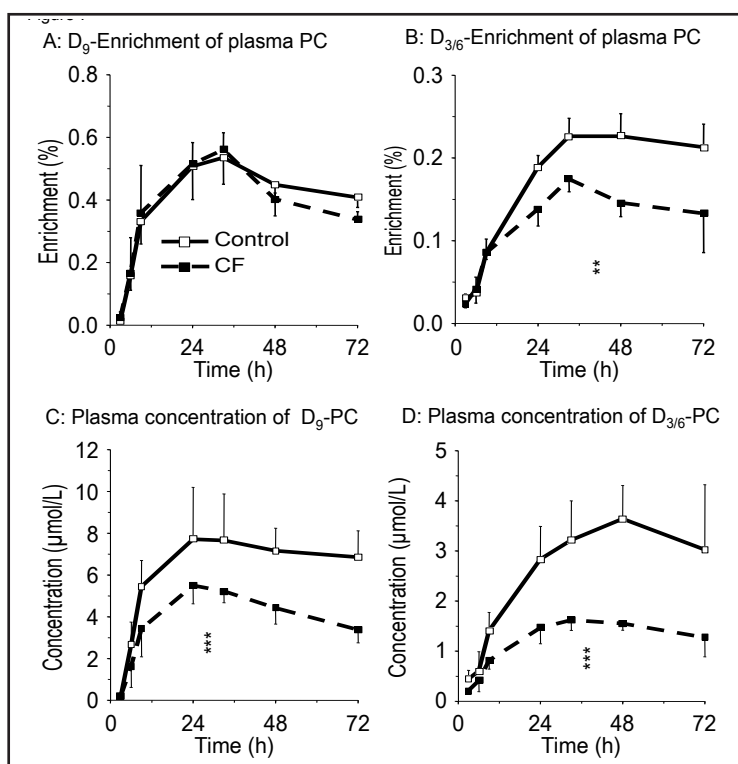 A: D9-Enrichment of plasma PC
0.8
0.6
0.4
0.2
0.0
Enrichment (%)
Control
CF
0
24
48
72
Time (h)
B: D3/6-Enrichment of plasma PC
0.3
0.2
0.1
0.0
Enrichment (%)
**
0
24
48
72
Time (h)
C: Plasma concentration of D9-PC
12
10
8
6
4
2
0
Concentration (µmol/L)
***
0
24
48
72
Time (h)
D: Plasma concentration of D3/6-PC
5
4
3
2
1
0
Concentration (µmol/L)
***
0
24
48
72
Time (h)